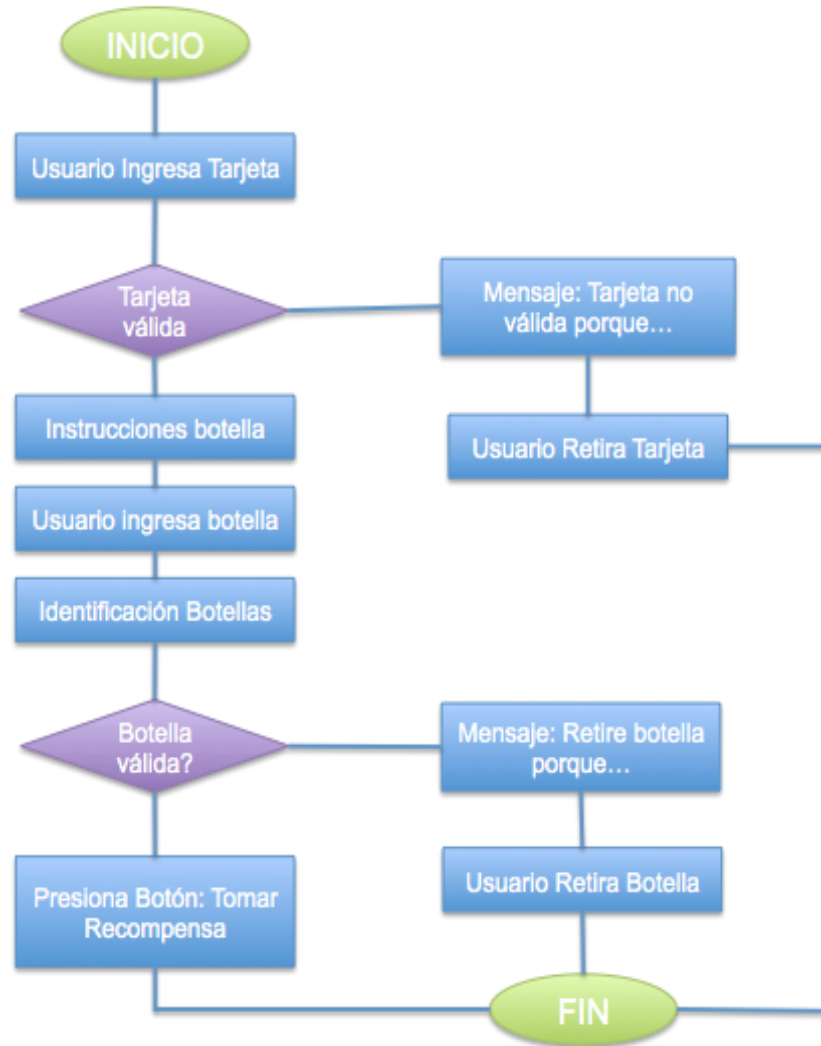 INICIO
Usuario Ingresa Tarjeta
Tarjeta
válida
Mensaje: Tarjeta no
válida porque…
Usuario Retira Tarjeta
Instrucciones botella
Usuario ingresa botella
Identificación Botellas
Botella
válida?
Mensaje: Retire botella
porque…
Usuario Retira Botella
Presiona Botón: Tomar
Recompensa
FIN